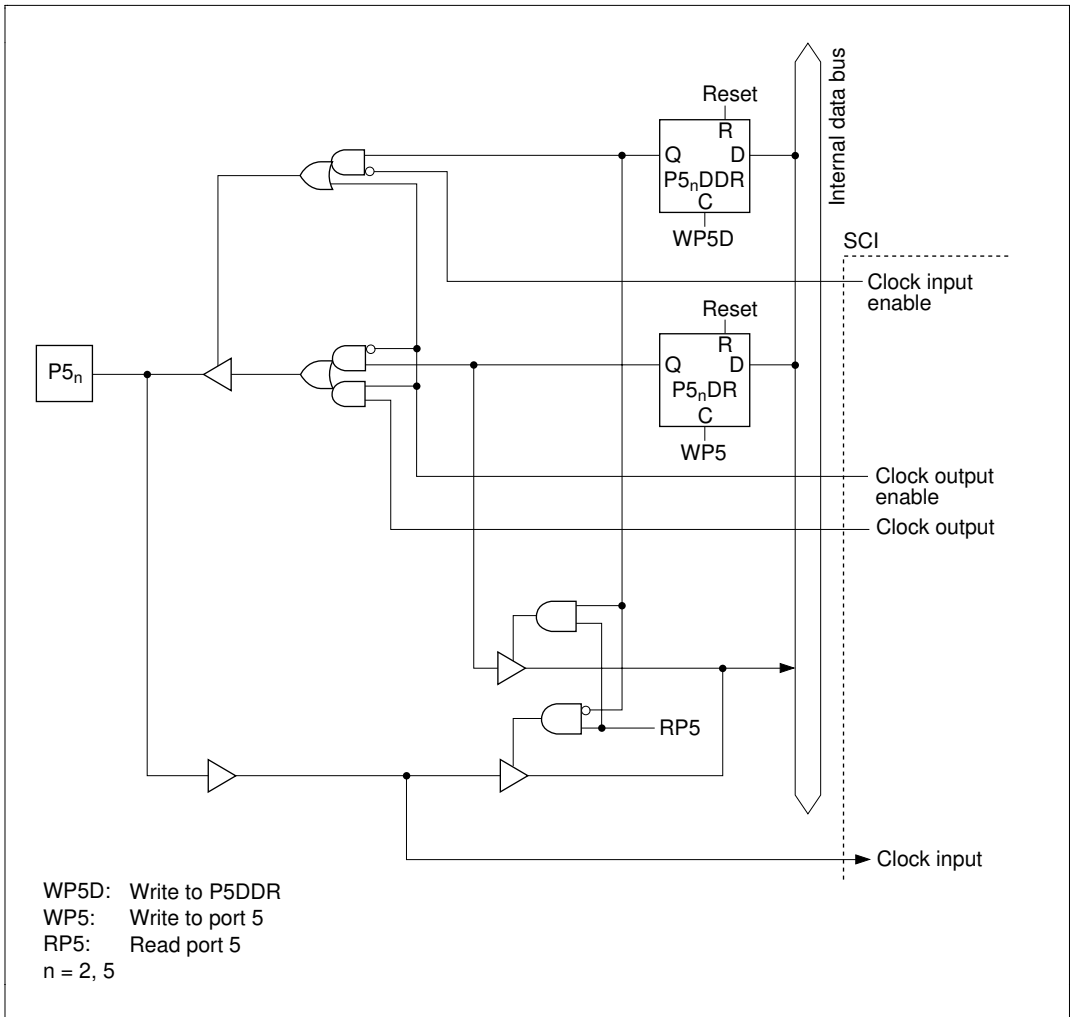 Reset
R
Q D
P5nDDR
C
WP5D
Internal data bus
SCI
Clock input
enable
Reset
R
Q D
P5nDR
C
WP5
P5n
Clock output
enable
Clock output
RP5
Clock input
WP5D: Write to P5DDR
WP5: Write to port 5
RP5: Read port 5
n = 2, 5